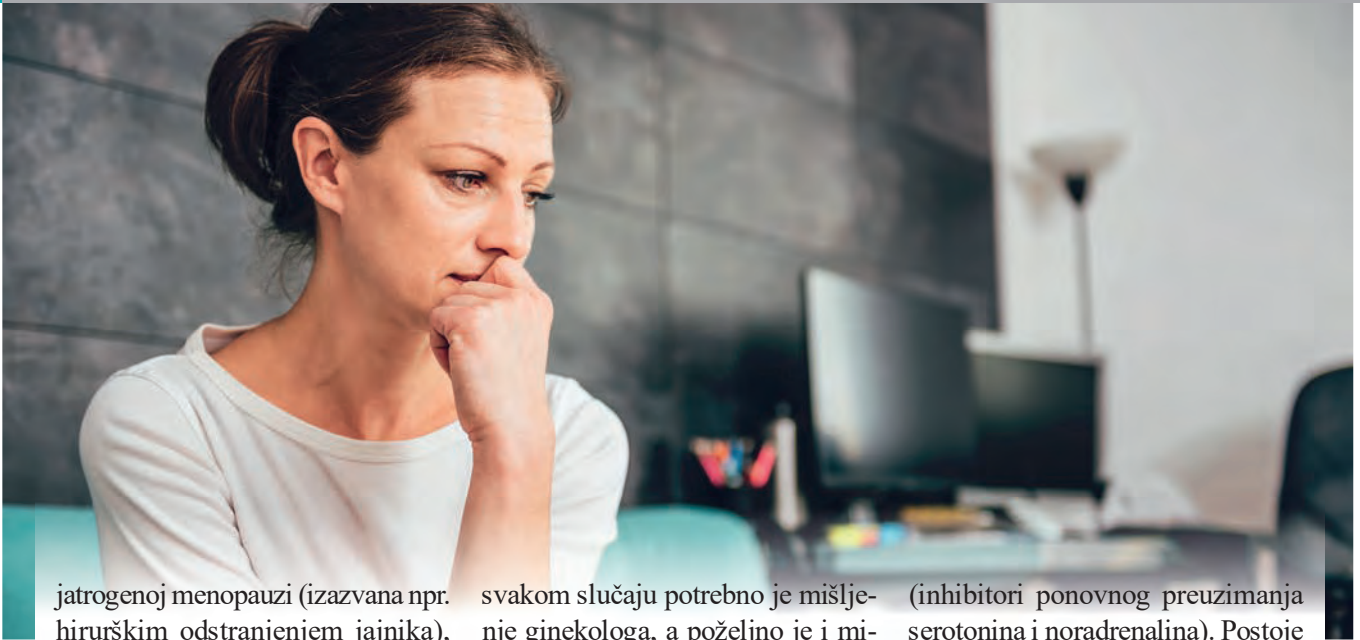 jatrogenoj menopauzi (izazvana npr.
hirurškim odstranjenjem jajnika),
svakom slučaju potrebno je mišlje-
nje ginekologa, a poželjno je i mi-
(inhibitori ponovnog preuzimanja
serotonina i noradrenalina). Postoje